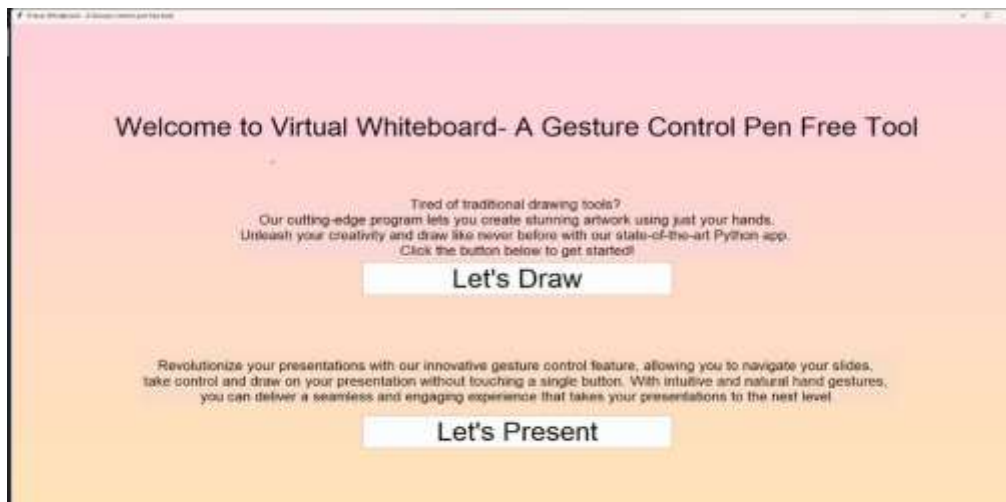 Welcome to Virtual Whiteboard- A Gesture Control Pen Free Tool
Tired of traditional drawing tools?
Our cutting-edge program lets you create stunning artwork using just your hands.
Unleash your creativity and draw like never before with our state-of-the-art Python app.
Click the button below to get started!
Let's Draw
Revolutionize your presentations with our innovative gesture control feature, allowing you to navigate your slides,
take control and draw on your presentation without touching a single button. With intuitive and natural hand gestures,
you can deliver a seamless and engaging experience that takes your presentations to the next level
Let's Present